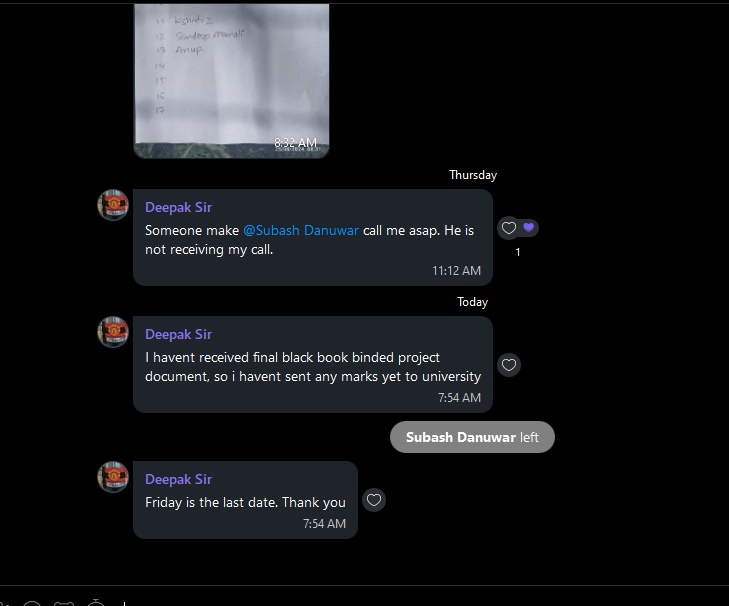 11 Kshitiz
12 Sandeep Mainali
13 Anup
14
15
16
17
8:32 AM
Thursday
Deepak Sir
Someone make @Subash Danuwar call me asap. He is
not receiving my call.
11:12 AM
1
Today
Deepak Sir
I havent received final black book binded project
document, so i havent sent any marks yet to university
7:54 AM
Subash Danuwar left
Deepak Sir
Friday is the last date. Thank you
7:54 AM